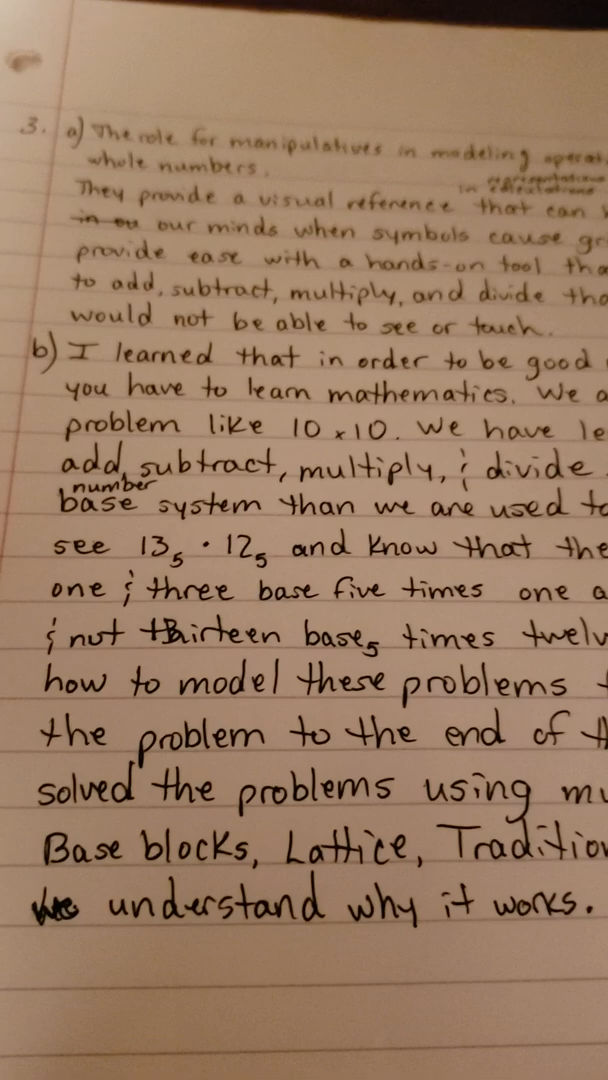 3. a) The role for manipulatives in modeling operat
whole numbers.
in representations
They provide a visual reference that can
in ou our minds when symbols cause gr
provide ease with a hands-on tool tha
to add, subtract, multiply, and divide tha
would not be able to see or touch.
b) I learned that in order to be good
you have to learn mathematics. We a
problem like 10 x 10. We have le
add, subtract, multiply, & divide
number
base system than we are used to
see 13₅ · 12₅ and know that the
one & three base five times one a
& not thirteen base₅ times twelv
how to model these problems t
the problem to the end of th
solved the problems using mu
Base blocks, Lattice, Tradition
we understand why it works.